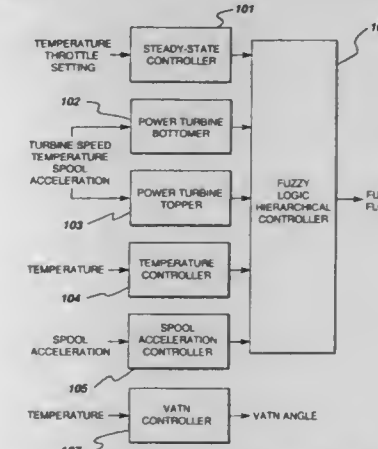 101
TEMPERATURE
THROTTLE
SETTING
STEADY-STATE
CONTROLLER
102
POWER TURBINE
BOTTOMER
TURBINE SPEED
TEMPERATURE
SPOOL
ACCELERATION
POWER TURBINE
TOPPER
103
FUZZY
LOGIC
HIERARCHICAL
CONTROLLER
TEMPERATURE
TEMPERATURE
CONTROLLER
104
SPOOL
ACCELERATION
SPOOL
ACCELERATION
CONTROLLER
105
TEMPERATURE
VATN
CONTROLLER
VATN ANGLE
107